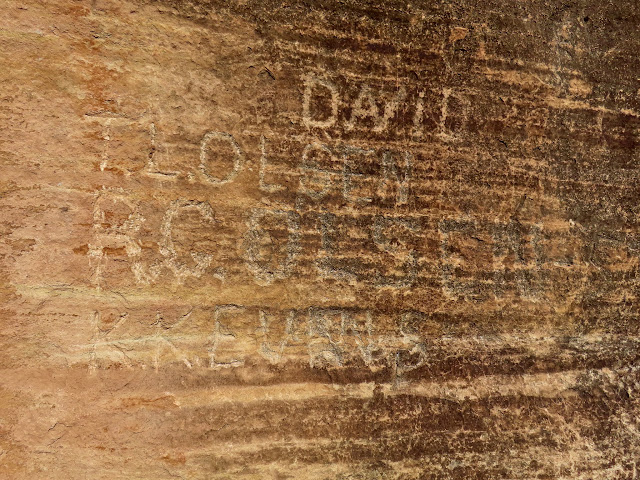 DAVID
F.L. OLSEN
R.C. OLSEN
K K EVANS